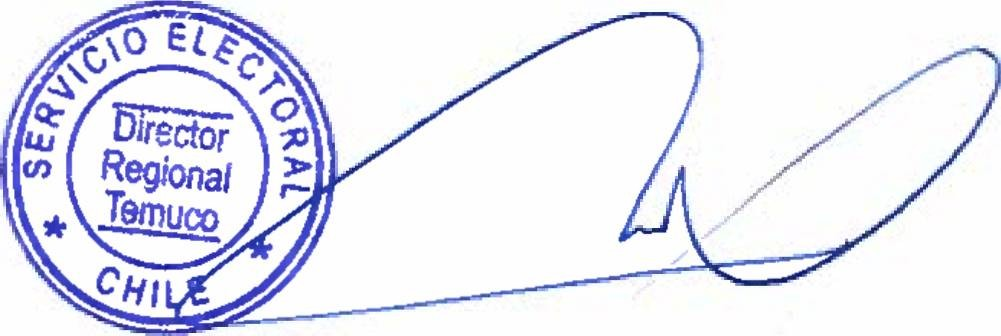 SERVICIO ELECTORAL
Director
Regional
Temuco
* CHILE *